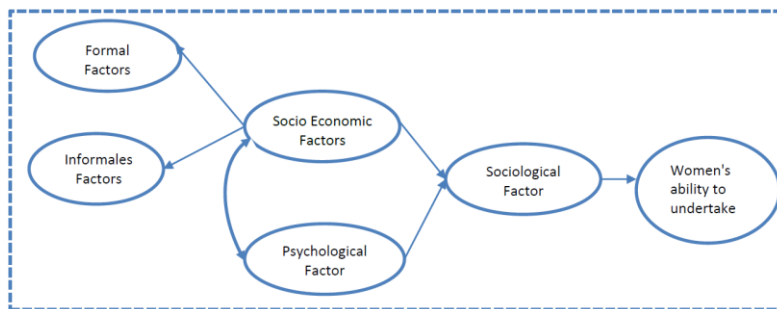 Formal
Factors
Informales
Factors
Socio Economic
Factors
Psychological
Factor
Sociological
Factor
Women's
ability to
undertake